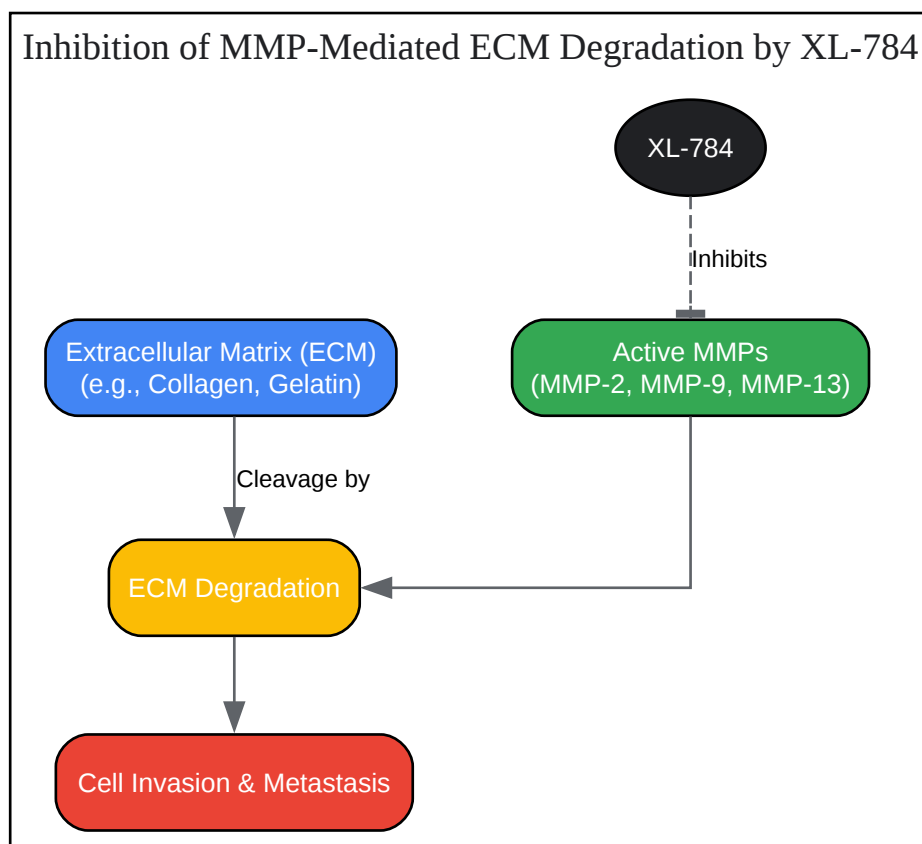 Inhibition of MMP-Mediated ECM Degradation by XL-784
XL-784
Inhibits
Extracellular Matrix (ECM)
(e.g., Collagen, Gelatin)
Active MMPs
(MMP-2, MMP-9, MMP-13)
Cleavage by
ECM Degradation
Cell Invasion & Metastasis